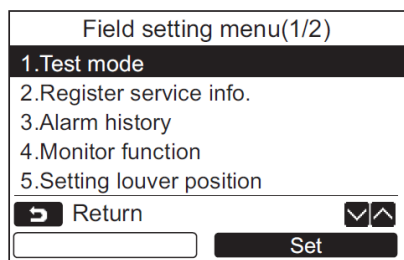 Field setting menu(1/2)
1.Test mode
2.Register service info.
3.Alarm history
4.Monitor function
5.Setting louver position
Return
Set